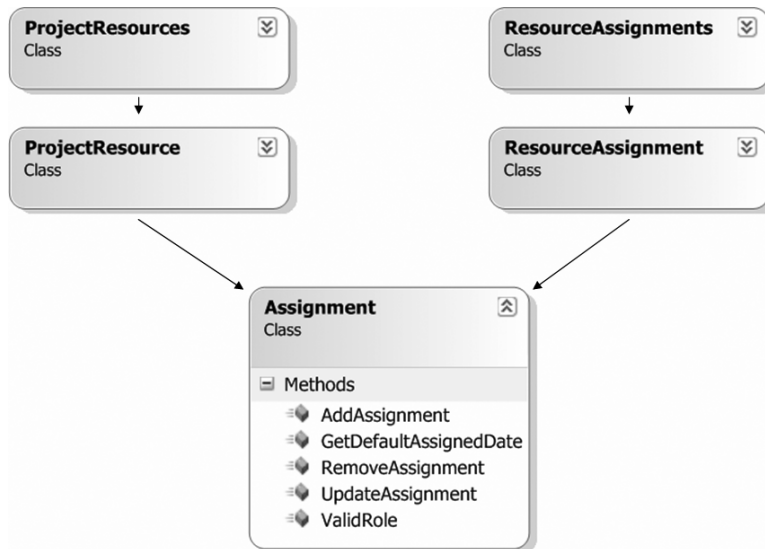 ProjectResources
Class
ResourceAssignments
Class
ProjectResource
Class
ResourceAssignment
Class
Assignment
Class
Methods
AddAssignment
GetDefaultAssignedDate
RemoveAssignment
UpdateAssignment
ValidRole